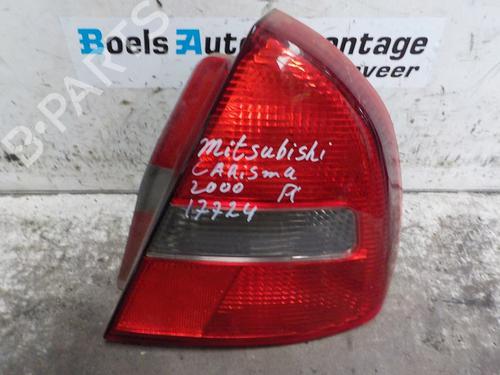 Boels Auto montage
veer
B-PARTS
Mitsubishi
CARisma
2000 R
17724